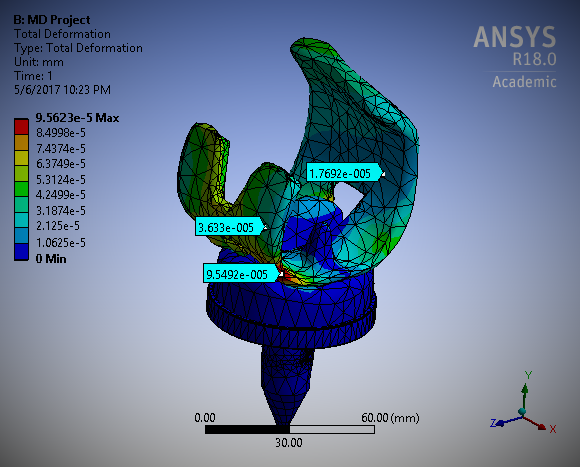 B: MD Project
Total Deformation
Type: Total Deformation
Unit: mm
Time: 1
5/6/2017 10:23 PM
ANSYS
R18.0
Academic
9.5623e-5 Max
8.4998e-5
7.4374e-5
6.3749e-5
5.3124e-5
4.2499e-5
3.1874e-5
2.125e-5
1.0625e-5
0 Min
1.7692e-005
3.633e-005
9.5492e-005
0.00
60.00 (mm)
30.00
Y
Z
X